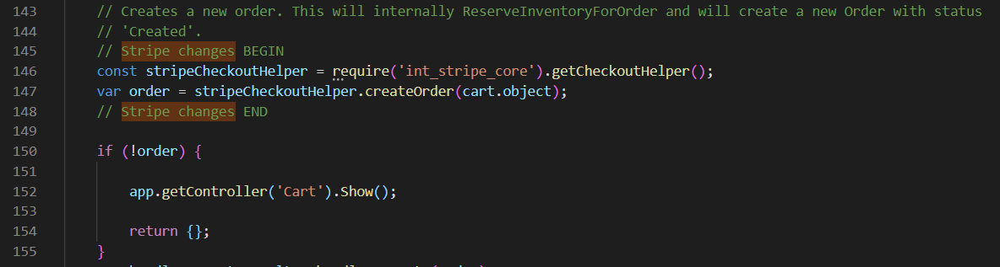 143 // Creates a new order. This will internally ReserveInventoryForOrder and will create a new Order with status
144 // 'Created'.
145 // Stripe changes BEGIN
146 const stripeCheckoutHelper = require('int_stripe_core').getCheckoutHelper();
147 var order = stripeCheckoutHelper.createOrder(cart.object);
148 // Stripe changes END
149
150 if (!order) {
151
152 app.getController('Cart').Show();
153
154 return {};
155 }